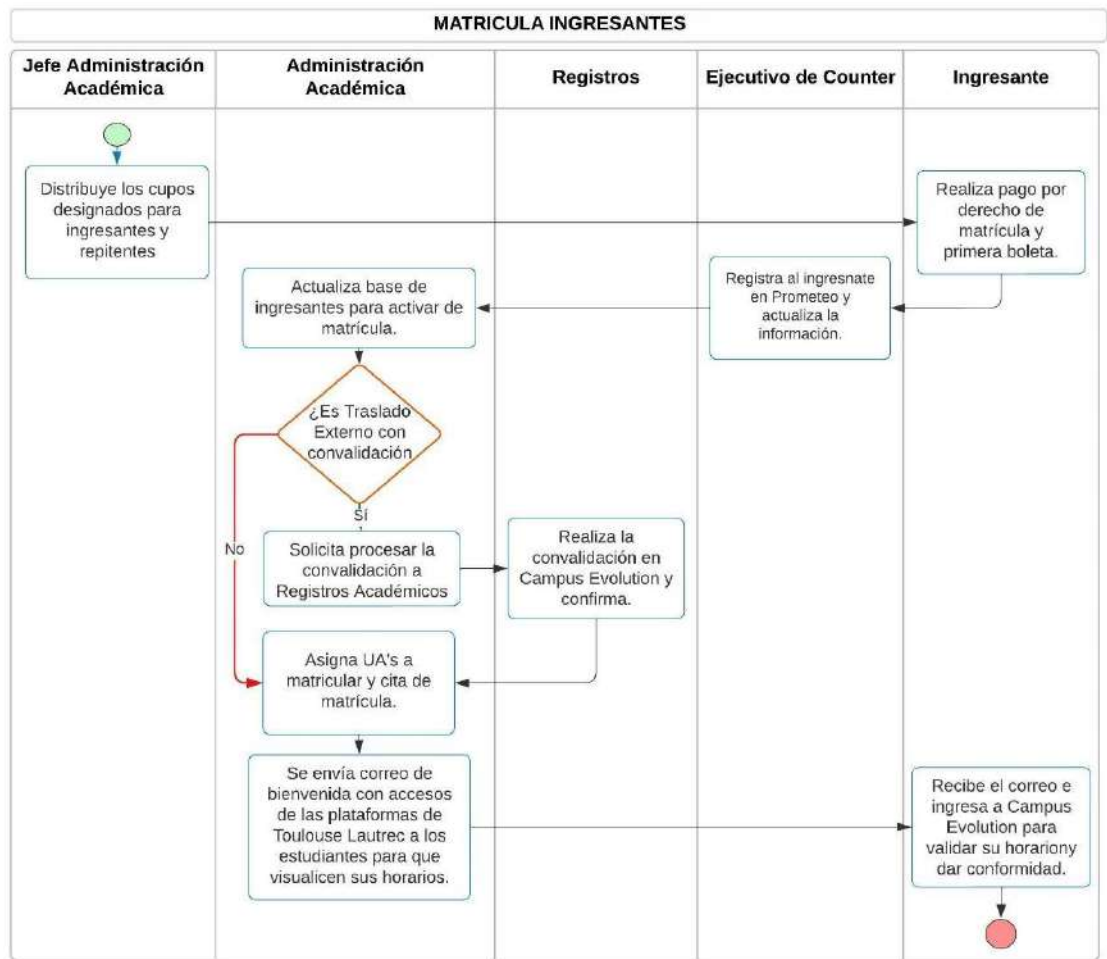 MATRICULA INGRESANTES
Jefe Administración
Académica
Administración
Académica
Registros
Ejecutivo de Counter
Ingresante
Distribuye los cupos
designados para
ingresantes y
repitentes
Realiza pago por
derecho de
matrícula y
primera boleta.
Registra al ingresnate
en Prometeo y
actualiza la
información.
Actualiza base de
ingresantes para activar de
matrícula.
¿Es Traslado
Externo con
convalidación
Sí
No
Solicita procesar la
convalidación a
Registros Académicos
Realiza la
convalidación en
Campus Evolution y
confirma.
Asigna UA's a
matricular y cita de
matrícula.
Se envía correo de
bienvenida con accesos
de las plataformas de
Toulouse Lautrec a los
estudiantes para que
visualicen sus horarios.
Recibe el correo e
ingresa a Campus
Evolution para
validar su horariony
dar conformidad.